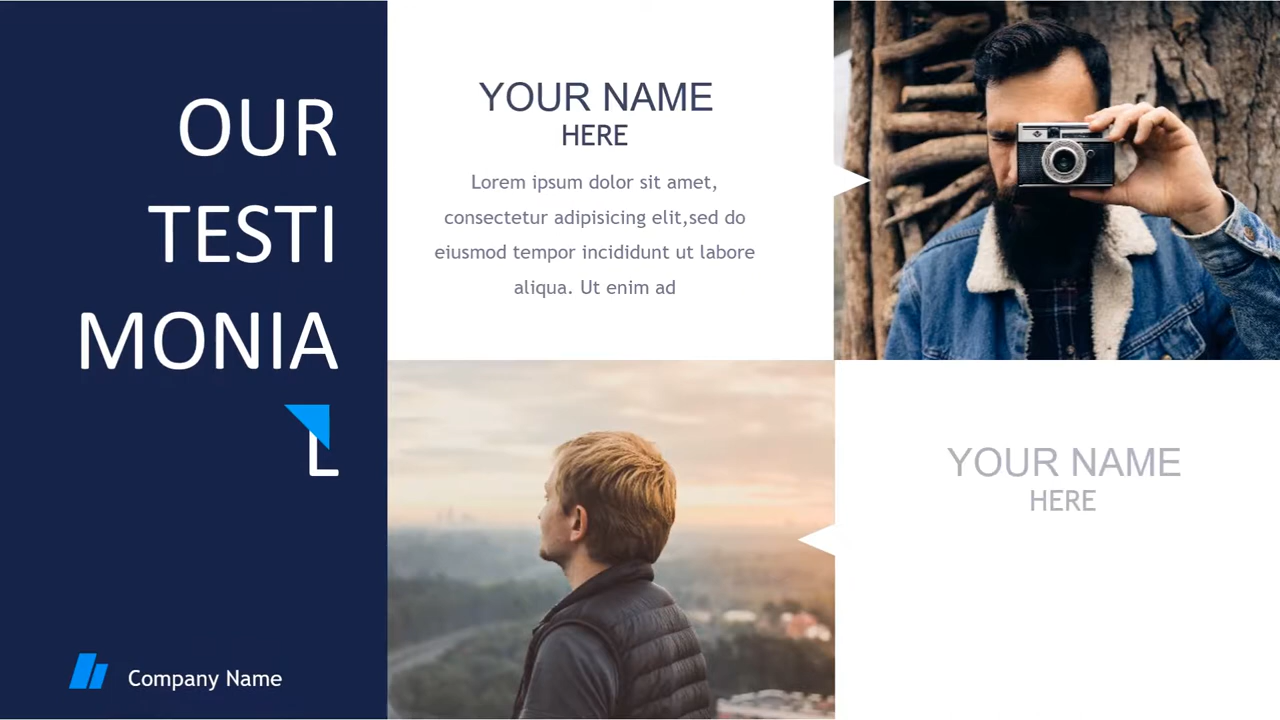 OUR
TESTI
MONIA
L
YOUR NAME
HERE
Lorem ipsum dolor sit amet,
consectetur adipisicing elit,sed do
eiusmod tempor incididunt ut labore
aliqua. Ut enim ad
YOUR NAME
HERE
Company Name